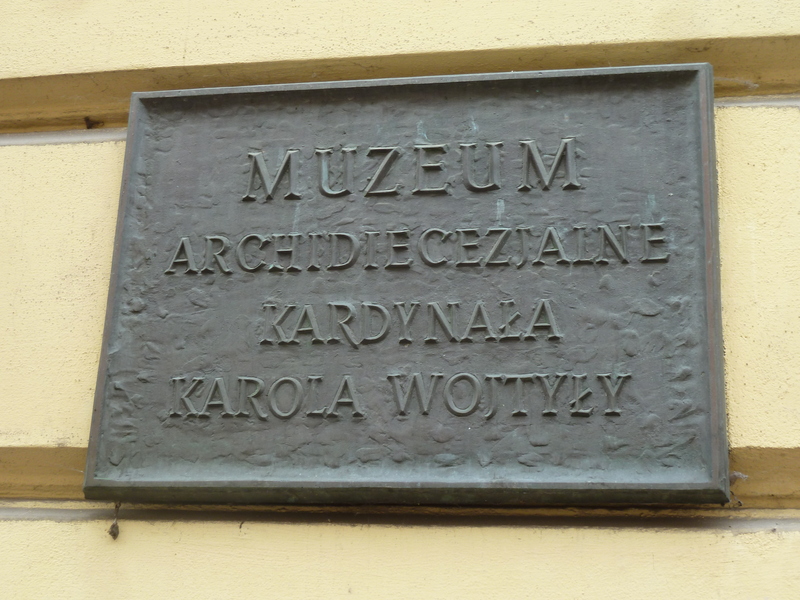 MUZEUM
ARCHIDIECEZJALNE
KARDYNAŁA
KAROLA WOJTYŁY